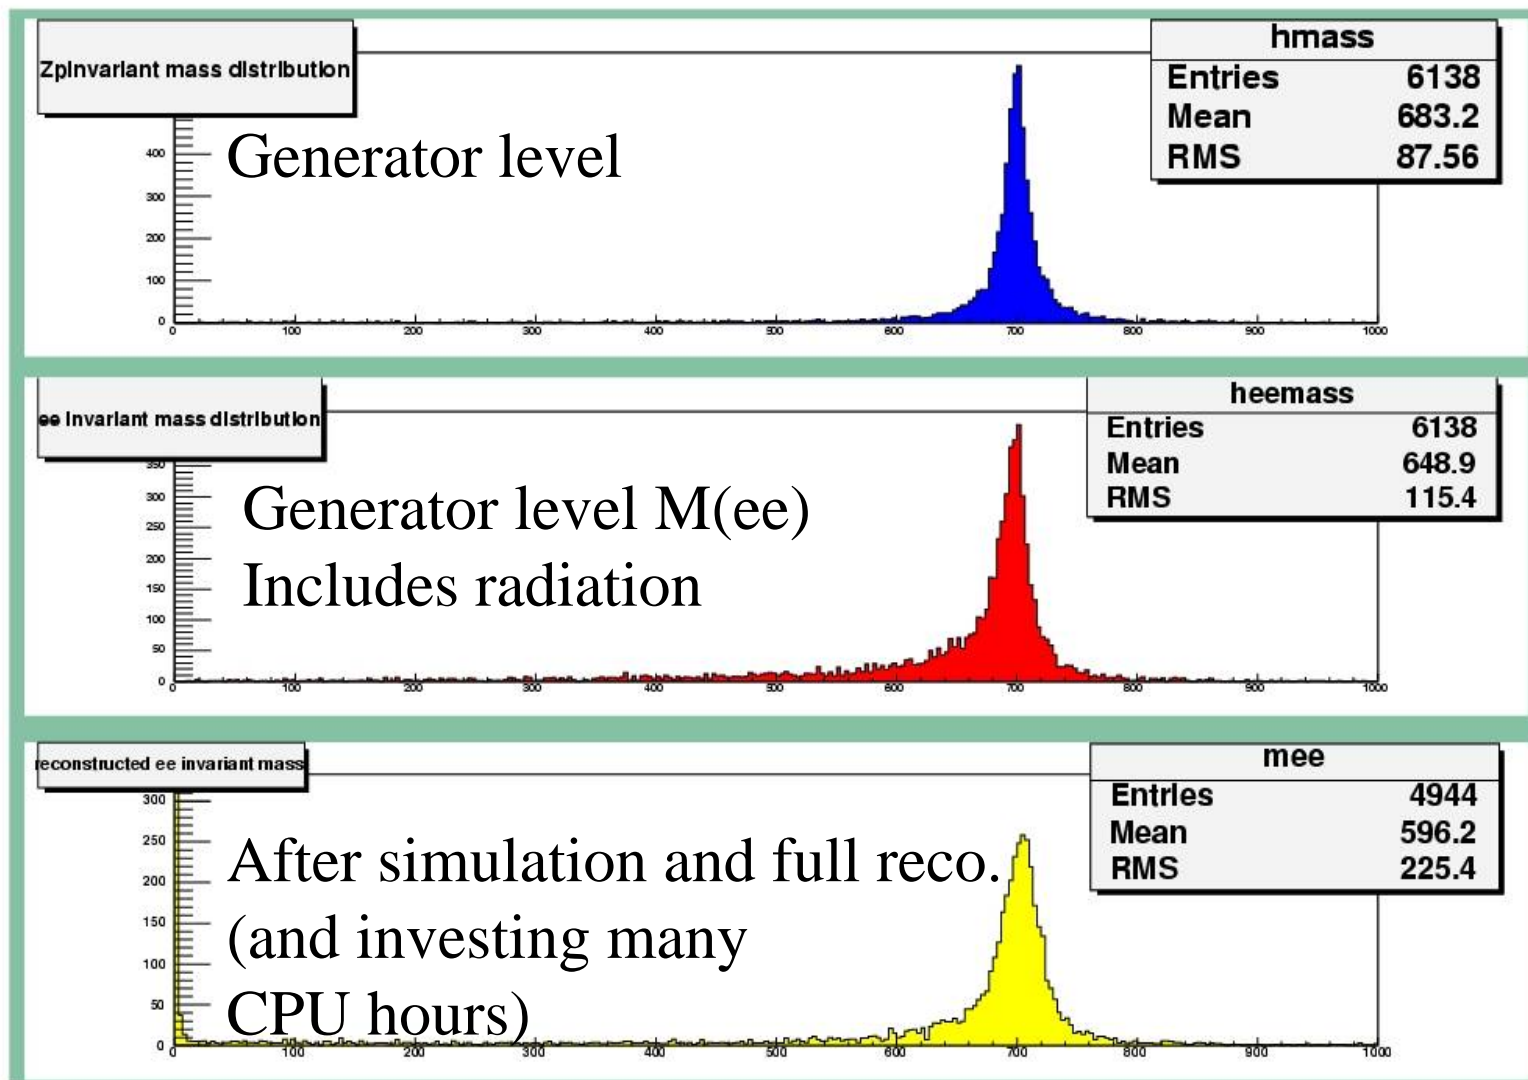 ZpInvariant mass distribution
hmass
Entries 6138
Mean 683.2
RMS 87.56
Generator level
400
300
200
100
0
0 100 200 300 400 500 600 700 800 900 1000
ee Invariant mass distribution
heemass
Entries 6138
Mean 648.9
RMS 115.4
Generator level M(ee)
Includes radiation
350
300
250
200
150
100
50
0
0 100 200 300 400 500 600 700 800 900 1000
reconstructed ee invariant mass
mee
Entries 4944
Mean 596.2
RMS 225.4
After simulation and full reco.
(and investing many
CPU hours)
300
250
200
150
100
50
0
0 100 200 300 400 500 600 700 800 900 1000